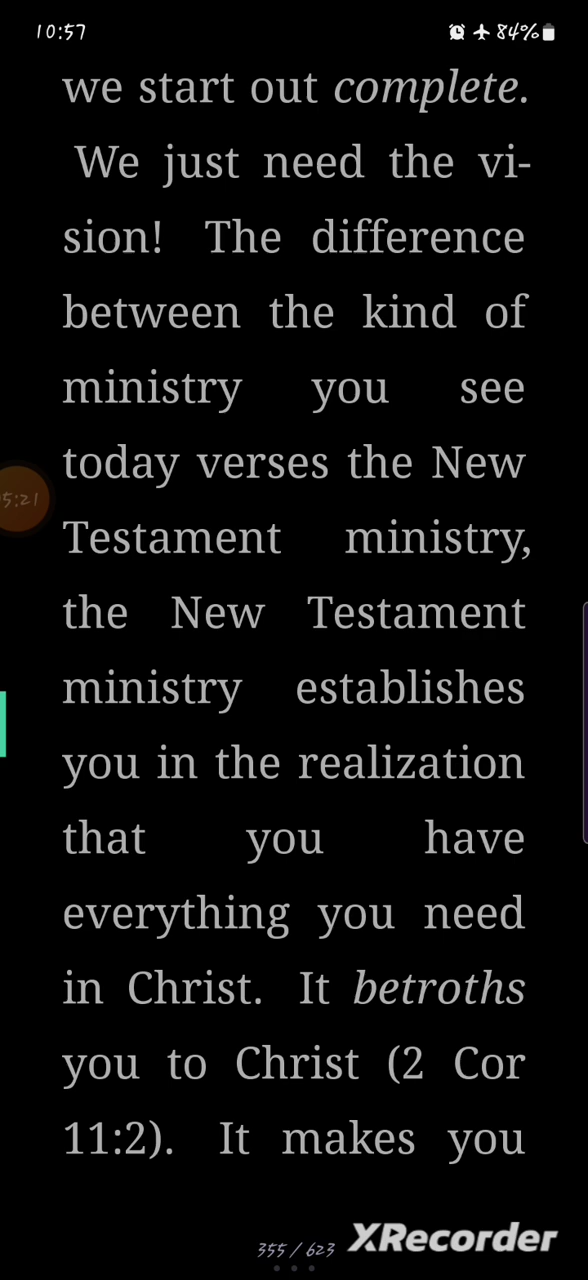 10:57 84%
we start out complete.
We just need the vi-
sion! The difference
between the kind of
ministry you see
today verses the New
Testament ministry,
the New Testament
ministry establishes
you in the realization
that you have
everything you need
in Christ. It betroths
you to Christ (2 Cor
11:2). It makes you
5:21
355 / 623 XRecorder